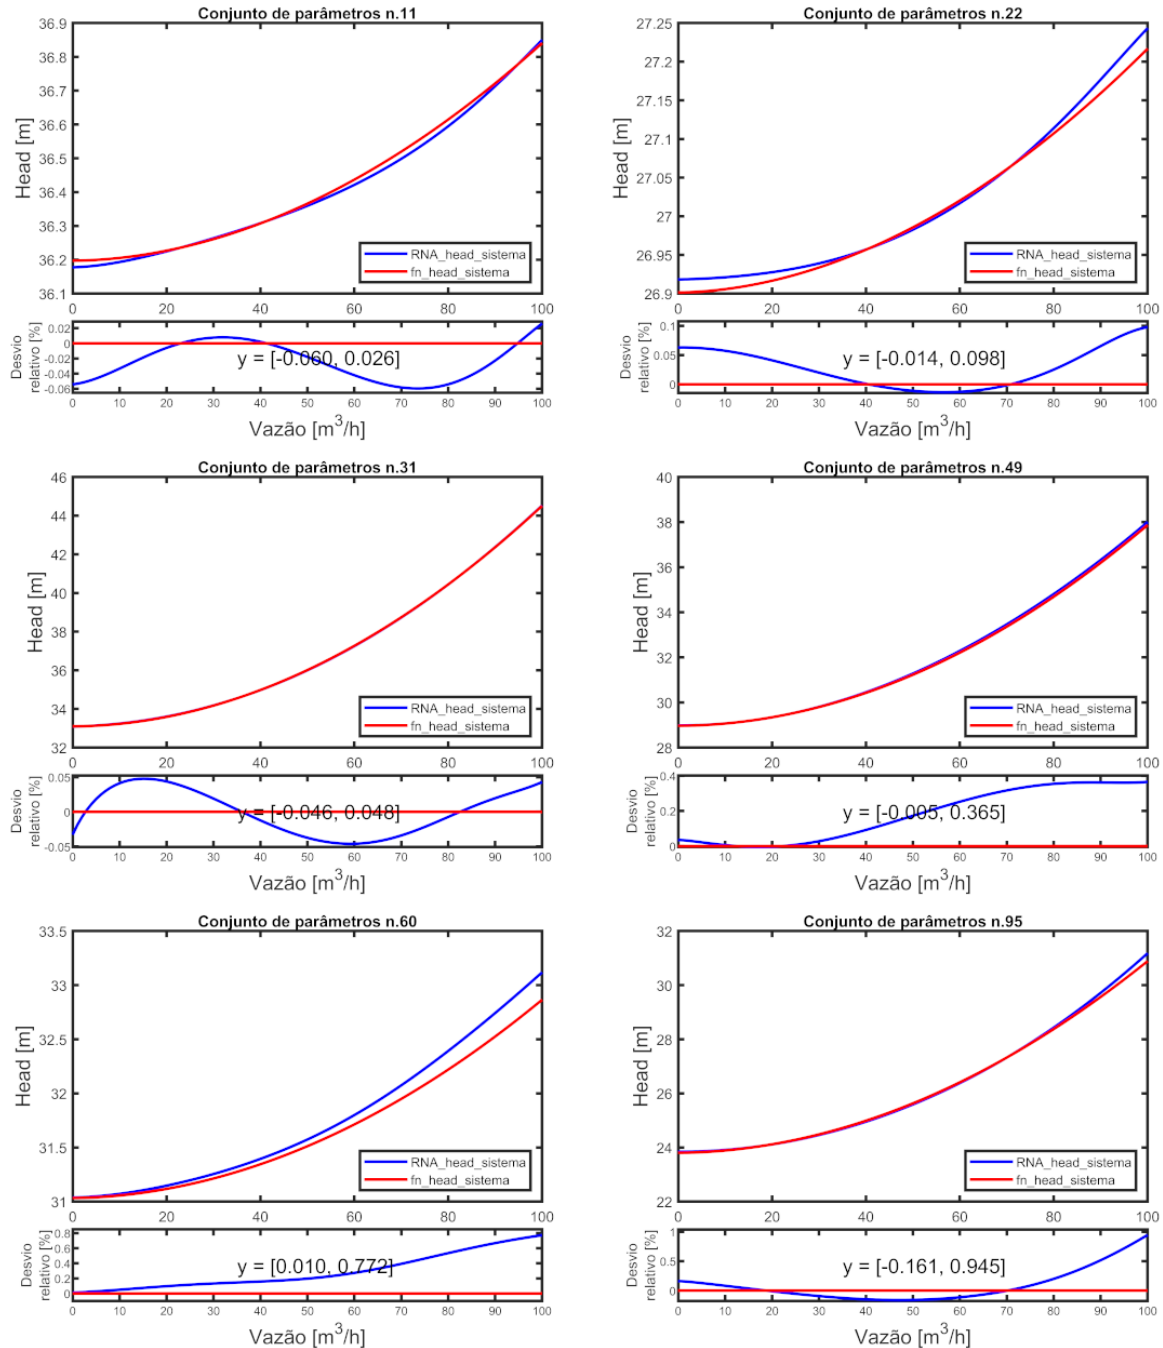 Conjunto de parâmetros n.11
36.9
36.8
36.7
36.6
36.5
36.4
36.3
36.2
36.1
Head [m]
RNA_head_sistema
fn_head_sistema
0 20 40 60 80 100
0.02
0
-0.02
-0.04
-0.06
Desvio
relativo [%]
y = [-0.060, 0.026]
0 10 20 30 40 50 60 70 80 90 100
Vazão [m³/h]
Conjunto de parâmetros n.22
27.25
27.2
27.15
27.1
27.05
27
26.95
26.9
Head [m]
RNA_head_sistema
fn_head_sistema
0 20 40 60 80 100
0.1
0.05
0
Desvio
relativo [%]
y = [-0.014, 0.098]
0 10 20 30 40 50 60 70 80 90 100
Vazão [m³/h]
Conjunto de parâmetros n.31
46
44
42
40
36
34
33
32
Head [m]
RNA_head_sistema
fn_head_sistema
0 20 40 60 80 100
0.05
0
-0.05
Desvio
relativo [%]
y = [-0.046, 0.048]
0 10 20 30 40 50 60 70 80 90 100
Vazão [m³/h]
Conjunto de parâmetros n.49
40
38
36
34
32
29
28
Head [m]
RNA_head_sistema
fn_head_sistema
0 20 40 60 80 100
0.4
0.2
0
Desvio
relativo [%]
y = [-0.005, 0.365]
0 10 20 30 40 50 60 70 80 90 100
Vazão [m³/h]
Conjunto de parâmetros n.60
33.5
33
32.5
32
31.5
31
Head [m]
RNA_head_sistema
fn_head_sistema
0 20 40 60 80 100
0.8
0.6
0.4
0.2
0
Desvio
relativo [%]
y = [0.010, 0.772]
0 10 20 30 40 50 60 70 80 90 100
Vazão [m³/h]
Conjunto de parâmetros n.95
32
30
28
26
24
22
Head [m]
RNA_head_sistema
fn_head_sistema
0 20 40 60 80 100
1
0.5
0
Desvio
relativo [%]
y = [-0.161, 0.945]
0 10 20 30 40 50 60 70 80 90 100
Vazão [m³/h]